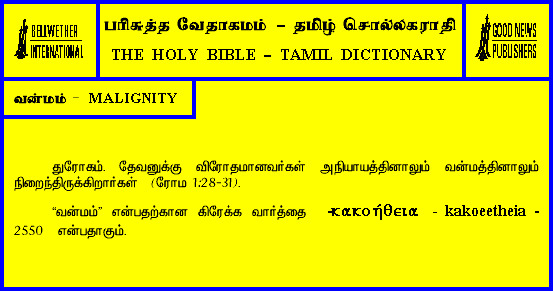 BELLWETHER
INTERNATIONAL
பரிசுத்த வேதாகமம் – தமிழ் சொல்லகராதி
THE HOLY BIBLE – TAMIL DICTIONARY
GOOD NEWS
PUBLISHERS
வன்மம் - MALIGNITY
துரோகம். தேவனுக்கு விரோதமானவர்கள் அநியாயத்தினாலும் வன்மத்தினாலும்
நிறைந்திருக்கிறார்கள் (ரோம 1:28-31).
“வன்மம்” என்பதற்கான கிரேக்க வார்த்தை -κακοήθεια - kakoeetheia -
2550 என்பதாகும்.